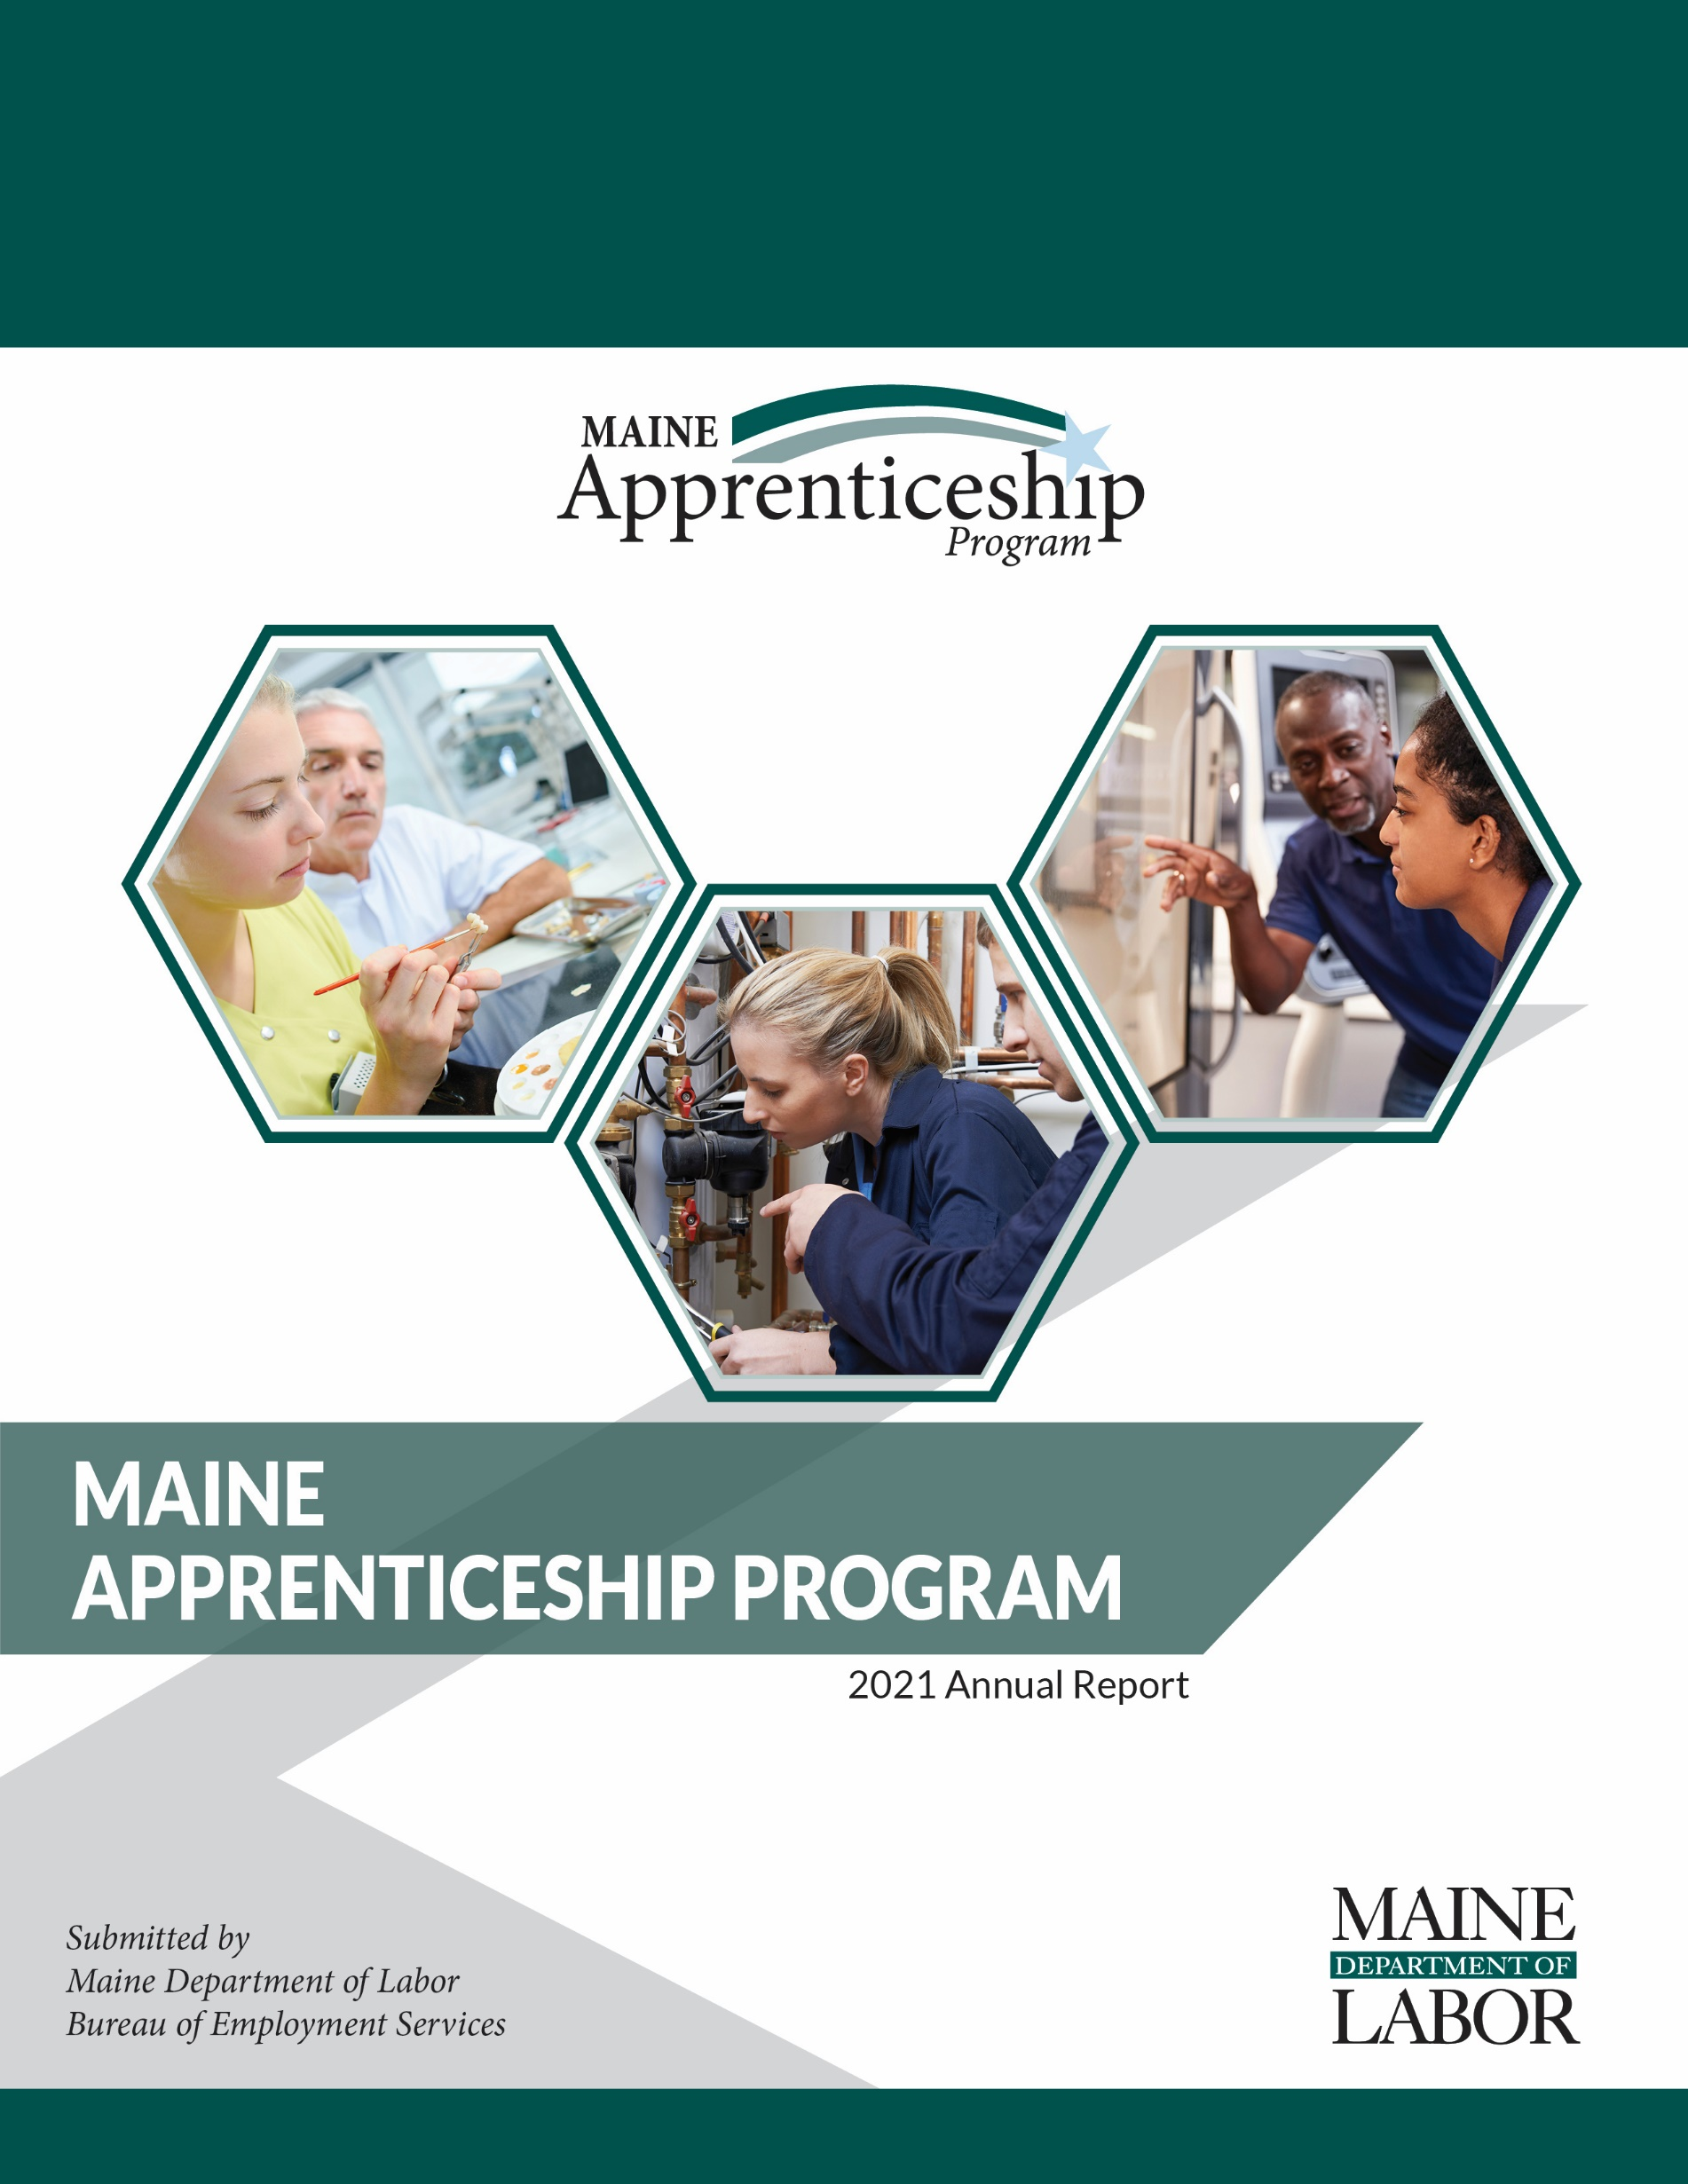 MAINE
Apprenticeship
Program
MAINE
APPRENTICESHIP PROGRAM
2021 Annual Report
Submitted by
Maine Department of Labor
Bureau of Employment Services
MAINE
DEPARTMENT OF
LABOR